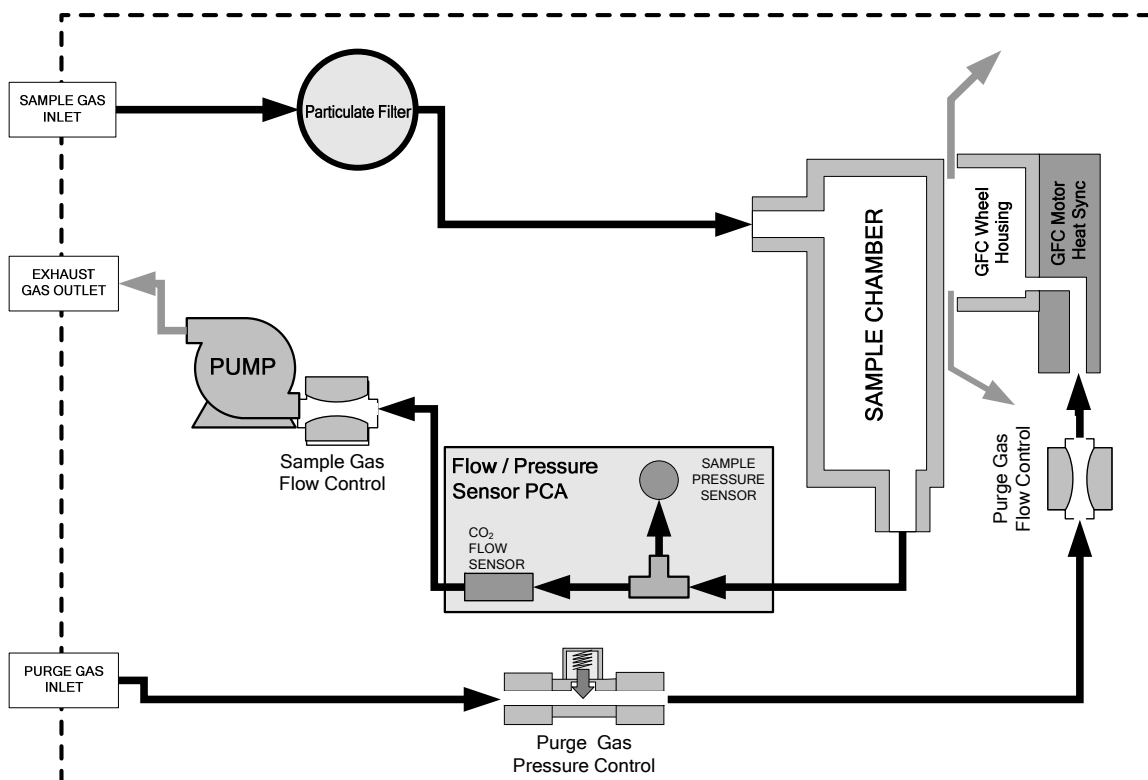 SAMPLE GAS
INLET
Particulate Filter
SAMPLE CHAMBER
GFC Wheel
Housing
GFC Motor
Heat Sync
EXHAUST
GAS OUTLET
PUMP
Sample Gas
Flow Control
Flow / Pressure
Sensor PCA
SAMPLE
PRESSURE
SENSOR
CO₂
FLOW
SENSOR
Purge Gas
Flow Control
PURGE GAS
INLET
Purge Gas
Pressure Control